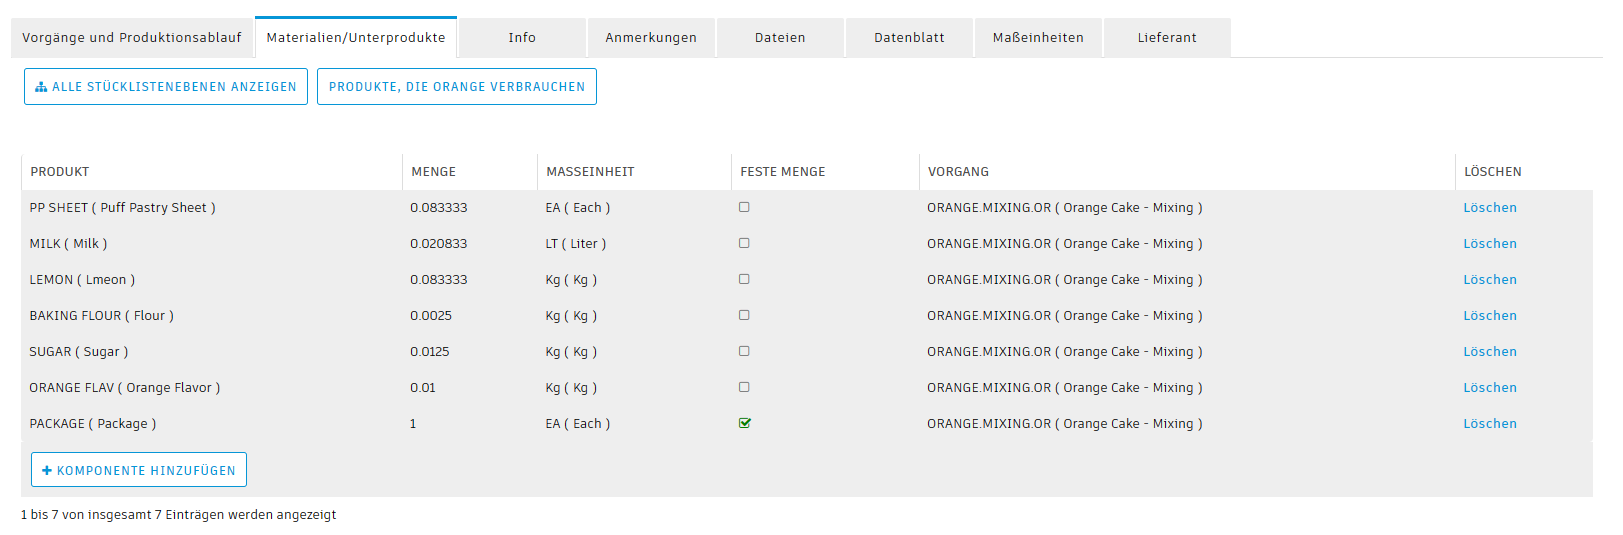 Vorgänge und Produktionsablauf Materialien/Unterprodukte Info Anmerkungen Dateien Datenblatt Maßeinheiten Lieferant
ALLE STÜCKLISTENEBENEN ANZEIGEN PRODUKTE, DIE ORANGE VERBRAUCHEN
PRODUKT MENGE MASSEINHEIT FESTE MENGE VORGANG LÖSCHEN
PP SHEET ( Puff Pastry Sheet ) 0.083333 EA ( Each ) ORANGE.MIXING.OR ( Orange Cake - Mixing ) Löschen
MILK ( Milk ) 0.020833 LT ( Liter ) ORANGE.MIXING.OR ( Orange Cake - Mixing ) Löschen
LEMON ( Lmeon ) 0.083333 Kg ( Kg ) ORANGE.MIXING.OR ( Orange Cake - Mixing ) Löschen
BAKING FLOUR ( Flour ) 0.0025 Kg ( Kg ) ORANGE.MIXING.OR ( Orange Cake - Mixing ) Löschen
SUGAR ( Sugar ) 0.0125 Kg ( Kg ) ORANGE.MIXING.OR ( Orange Cake - Mixing ) Löschen
ORANGE FLAV ( Orange Flavor ) 0.01 Kg ( Kg ) ORANGE.MIXING.OR ( Orange Cake - Mixing ) Löschen
PACKAGE ( Package ) 1 EA ( Each ) ORANGE.MIXING.OR ( Orange Cake - Mixing ) Löschen
KOMPONENTE HINZUFÜGEN
1 bis 7 von insgesamt 7 Einträgen werden angezeigt